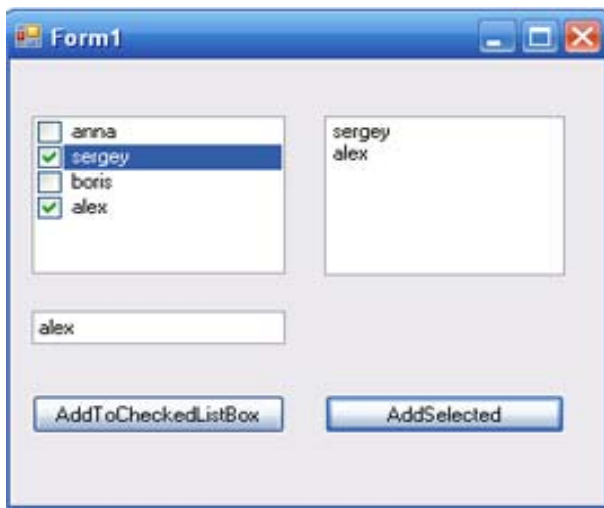 Form1
anna
sergey
boris
alex
sergey
alex
alex
AddToCheckedListBox
AddSelected